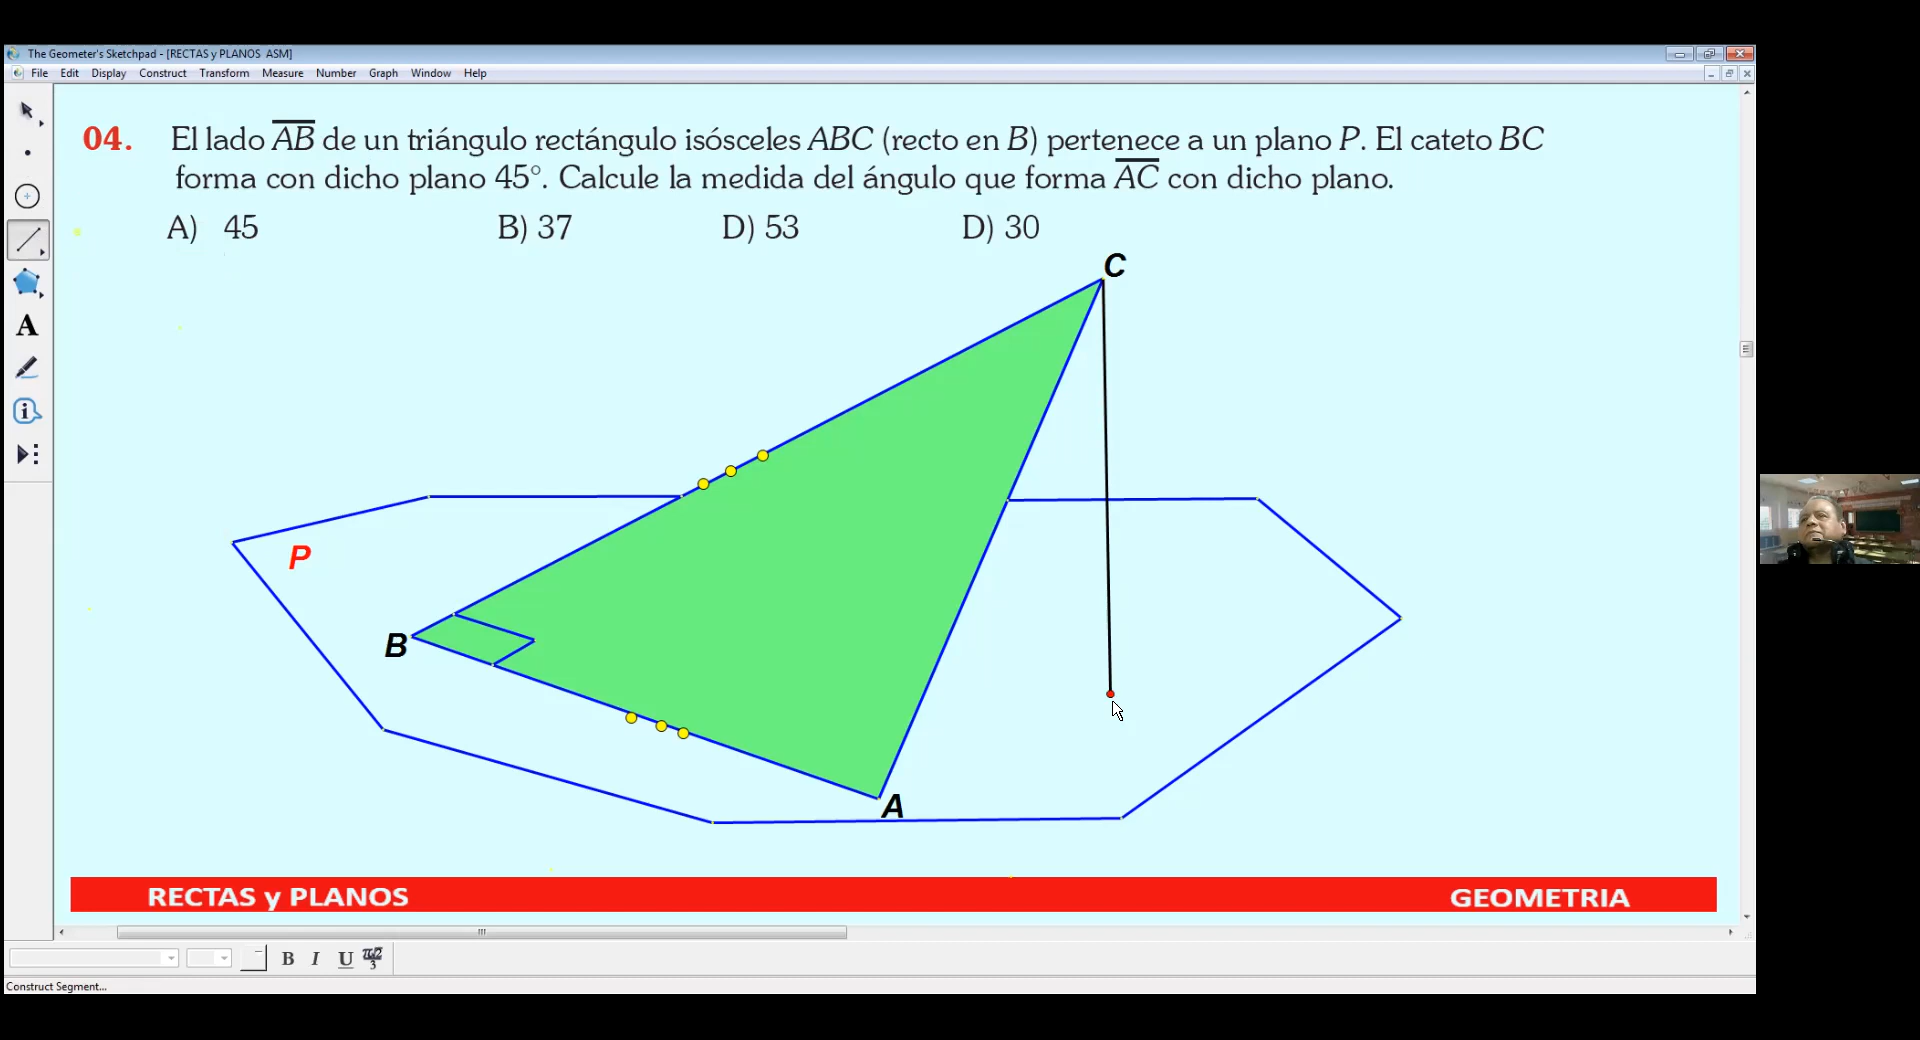 The Geometer's Sketchpad - [RECTAS y PLANOS ASM]
File Edit Display Construct Transform Measure Number Graph Window Help
04. El lado AB de un triángulo rectángulo isósceles ABC (recto en B) pertenece a un plano P. El cateto BC
forma con dicho plano 45°. Calcule la medida del ángulo que forma AC con dicho plano.
A) 45 B) 37 D) 53 D) 30
C
P
B
A
RECTAS y PLANOS GEOMETRIA
B I U
Construct Segment...